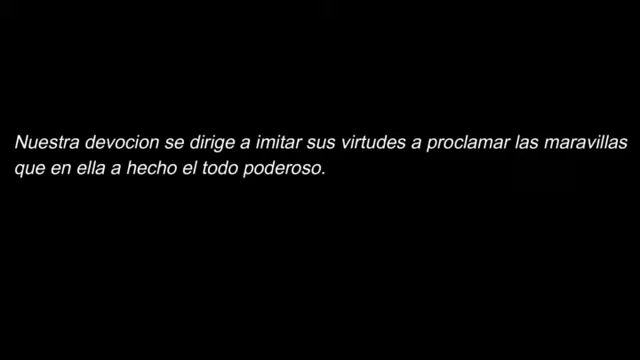 Nuestra devocion se dirige a imitar sus virtudes a proclamar las maravillas
que en ella a hecho el todo poderoso.